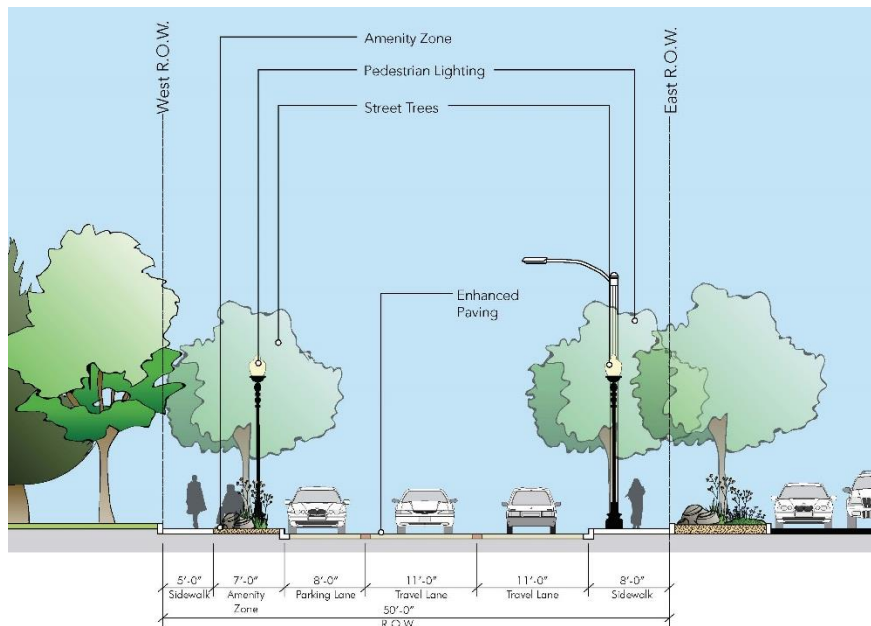 Amenity Zone
West R.O.W.
East R.O.W.
Pedestrian Lighting
Street Trees
Enhanced
Paving
5'-0" 7'-0" 8'-0" 11'-0" 11'-0" 8'-0"
Sidewalk Amenity Parking Lane Travel Lane Travel Lane Sidewalk
Zone
50'-0"
R.O.W.